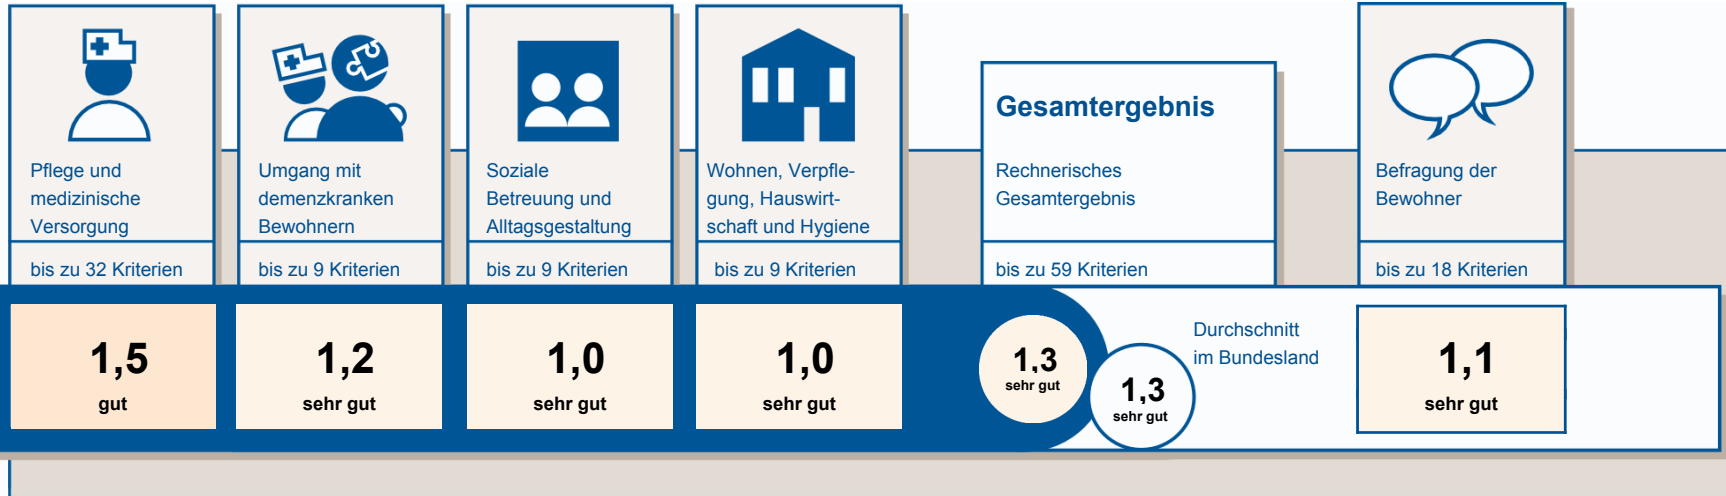 Pflege und
medizinische
Versorgung
bis zu 32 Kriterien
1,5
gut
Umgang mit
demenzkranken
Bewohnern
bis zu 9 Kriterien
1,2
sehr gut
Soziale
Betreuung und
Alltagsgestaltung
bis zu 9 Kriterien
1,0
sehr gut
Wohnen, Verpfle-
gung, Hauswirt-
schaft und Hygiene
bis zu 9 Kriterien
1,0
sehr gut
Gesamtergebnis
Rechnerisches
Gesamtergebnis
bis zu 59 Kriterien
1,3
sehr gut
Durchschnitt
im Bundesland
1,3
sehr gut
Befragung der
Bewohner
bis zu 18 Kriterien
1,1
sehr gut